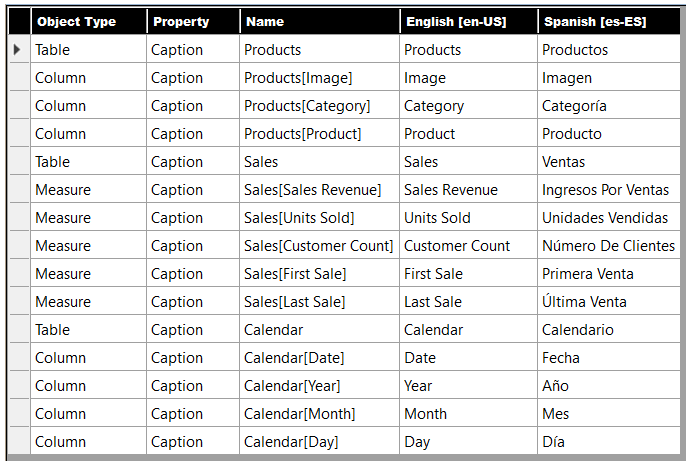 Object Type Property Name English [en-US] Spanish [es-ES]
Table Caption Products Products Productos
Column Caption Products[Image] Image Imagen
Column Caption Products[Category] Category Categoría
Column Caption Products[Product] Product Producto
Table Caption Sales Sales Ventas
Measure Caption Sales[Sales Revenue] Sales Revenue Ingresos Por Ventas
Measure Caption Sales[Units Sold] Units Sold Unidades Vendidas
Measure Caption Sales[Customer Count] Customer Count Número De Clientes
Measure Caption Sales[First Sale] First Sale Primera Venta
Measure Caption Sales[Last Sale] Last Sale Última Venta
Table Caption Calendar Calendar Calendario
Column Caption Calendar[Date] Date Fecha
Column Caption Calendar[Year] Year Año
Column Caption Calendar[Month] Month Mes
Column Caption Calendar[Day] Day Día